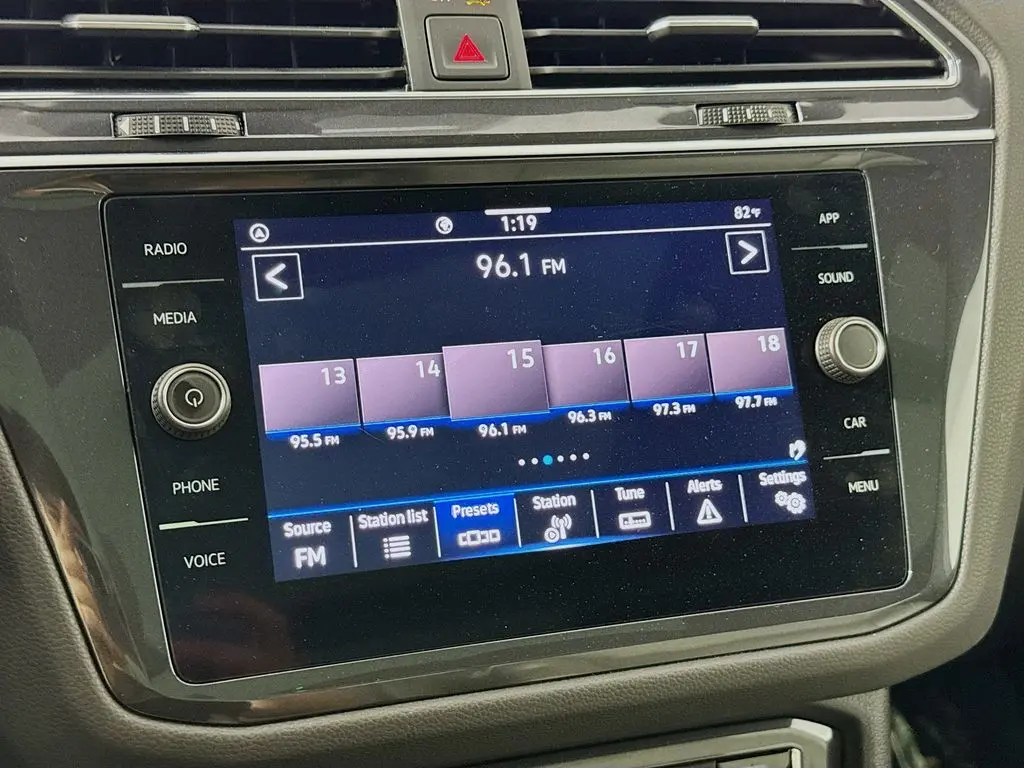 RADIO
MEDIA
PHONE
VOICE
1:19
82°F
96.1 FM
13
14
15
16
17
18
95.5 FM
95.9 FM
96.1 FM
96.3 FM
97.3 FM
97.7 FM
Source
FM
Station list
Presets
Station
Tune
Alerts
Settings
APP
SOUND
CAR
MENU